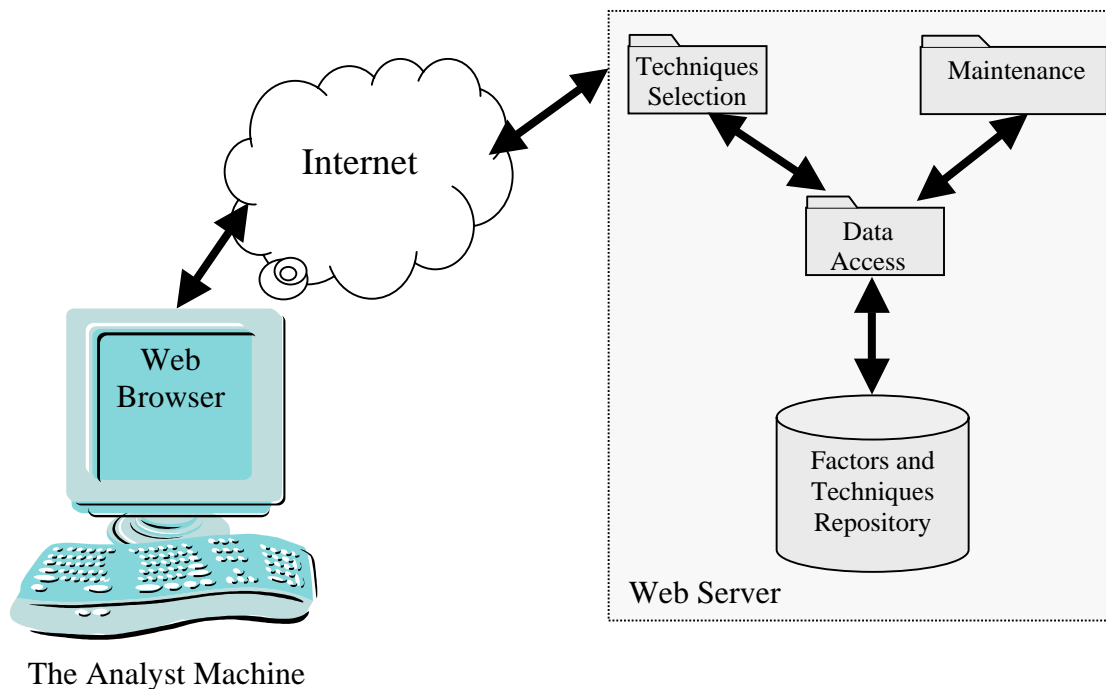 Techniques
Selection
Maintenance
Internet
Data
Access
Web
Browser
Factors and
Techniques
Repository
Web Server
The Analyst Machine